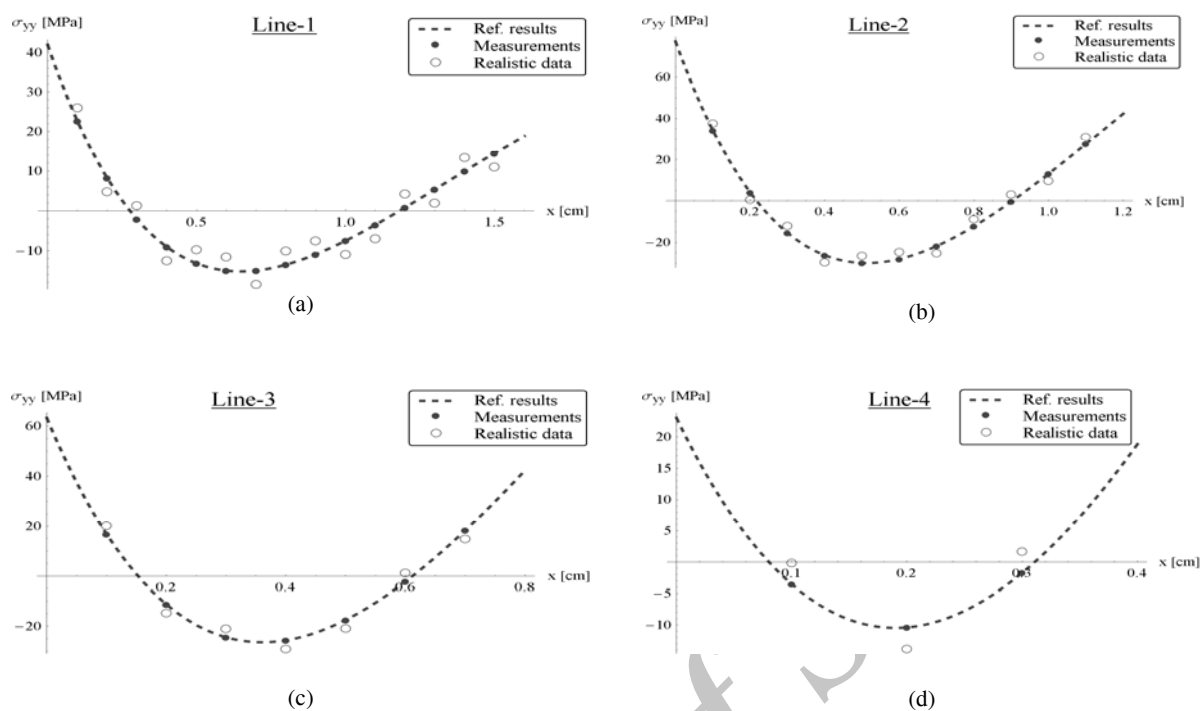 σyy [MPa]
Line-1
Ref. results
Measurements
Realistic data
40
30
20
10
−10
0.5
1.0
1.5
x [cm]
(a)
σyy [MPa]
Line-2
Ref. results
Measurements
Realistic data
60
40
20
−20
0.2
0.4
0.6
0.8
1.0
1.2
x [cm]
(b)
σyy [MPa]
Line-3
Ref. results
Measurements
Realistic data
60
40
20
−20
0.2
0.4
0.6
0.8
x [cm]
(c)
σyy [MPa]
Line-4
Ref. results
Measurements
Realistic data
20
15
10
5
−5
−10
0.1
0.2
0.3
0.4
x [cm]
(d)